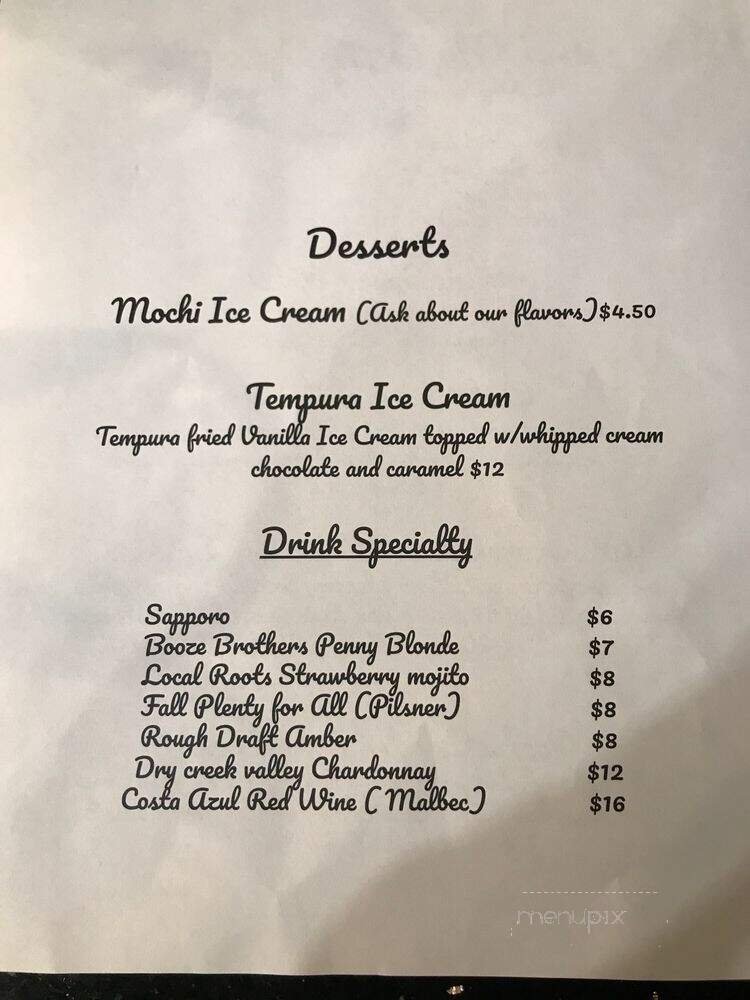 Desserts
Mochi Ice Cream (Ask about our flavors)$4.50
Tempura Ice Cream
Tempura fried Vanilla Ice Cream topped w/whipped cream
chocolate and caramel $12
Drink Specialty
Sapporo $6
Booze Brothers Penny Blonde $7
Local Roots Strawberry mojito $8
Fall Plenty for All (Pilsner) $8
Rough Draft Amber $8
Dry creek valley Chardonnay $12
Costa Azul Red Wine ( Malbec) $16
menupix